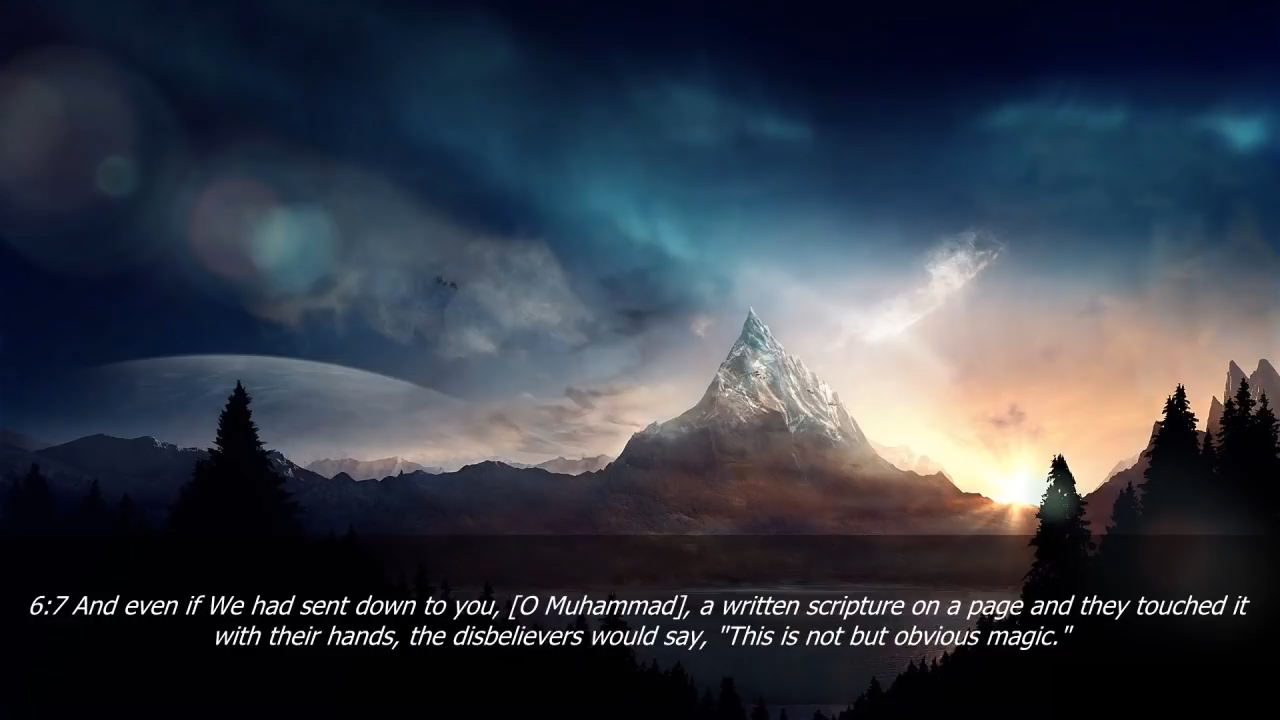 6:7 And even if We had sent down to you, [O Muhammad], a written scripture on a page and they touched it
with their hands, the disbelievers would say, "This is not but obvious magic."